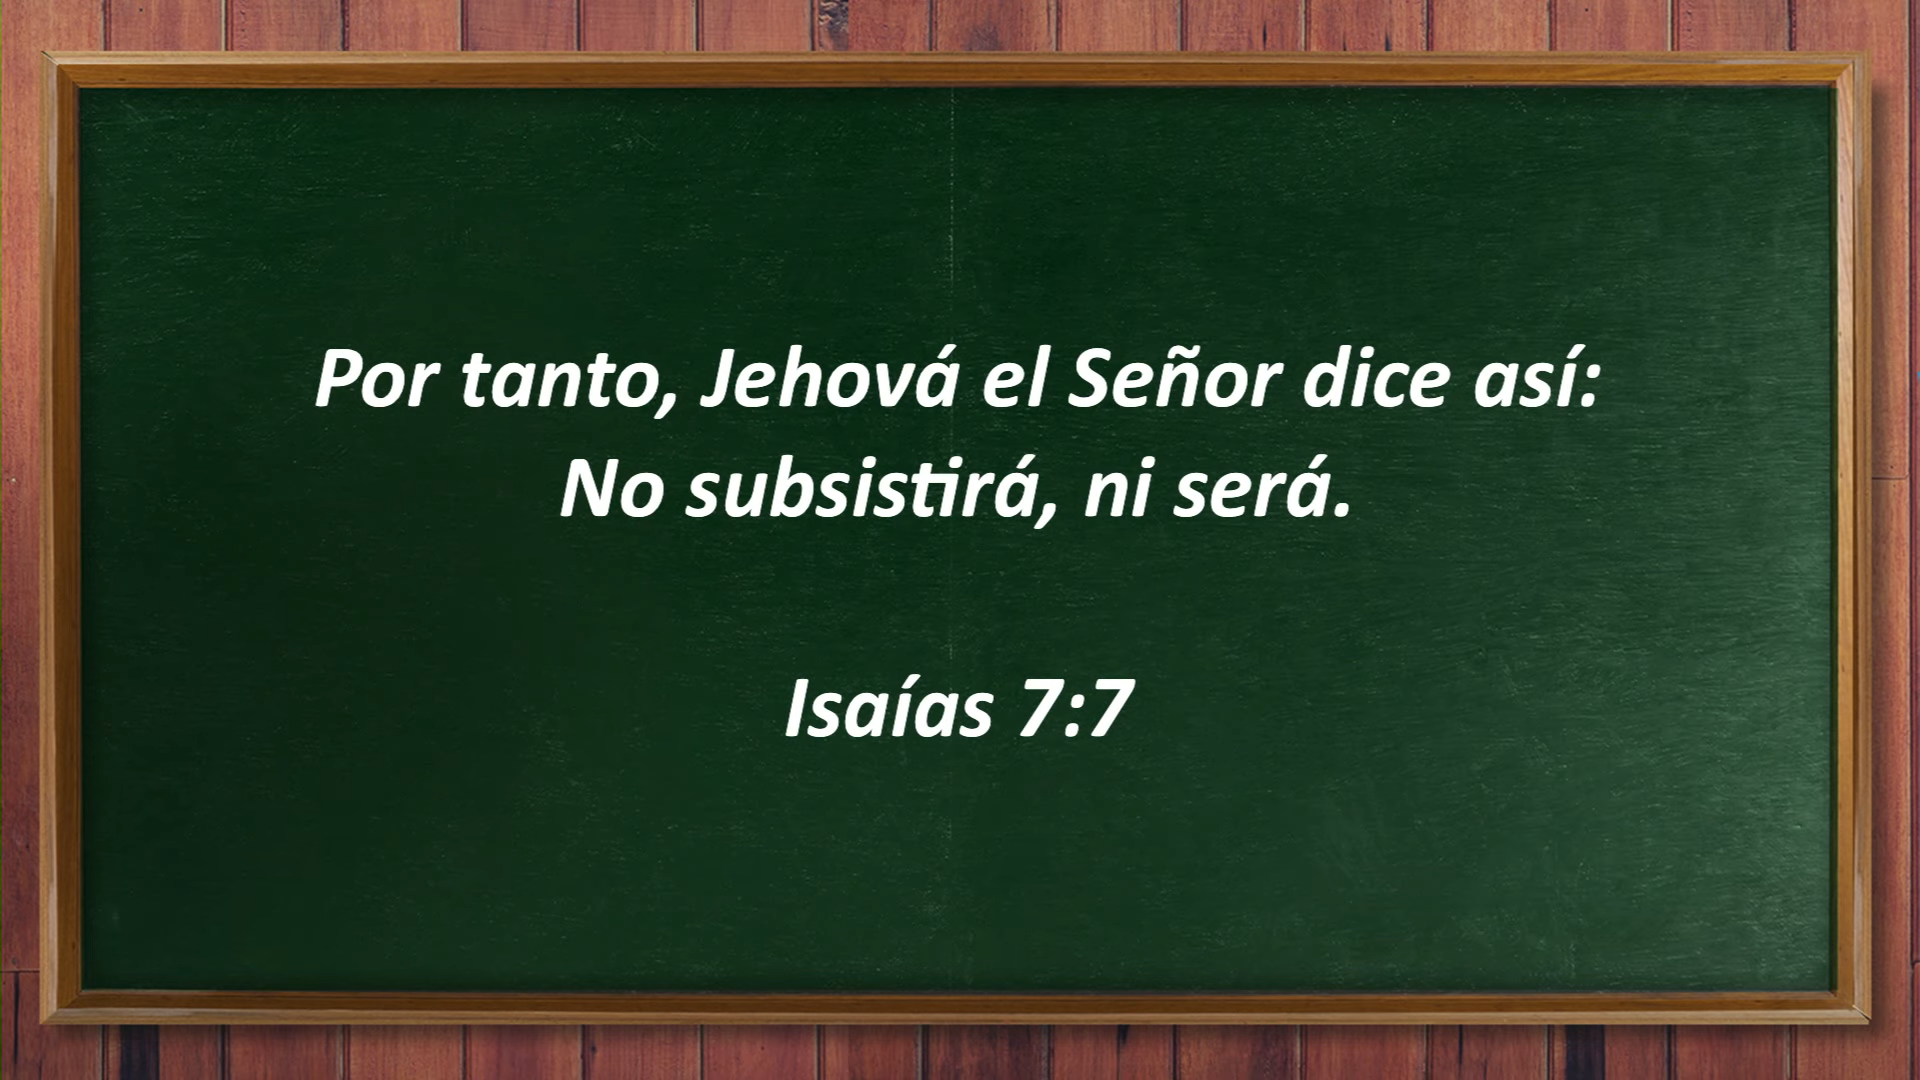 Por tanto, Jehová el Señor dice así:
No subsistirá, ni será.
Isaías 7:7